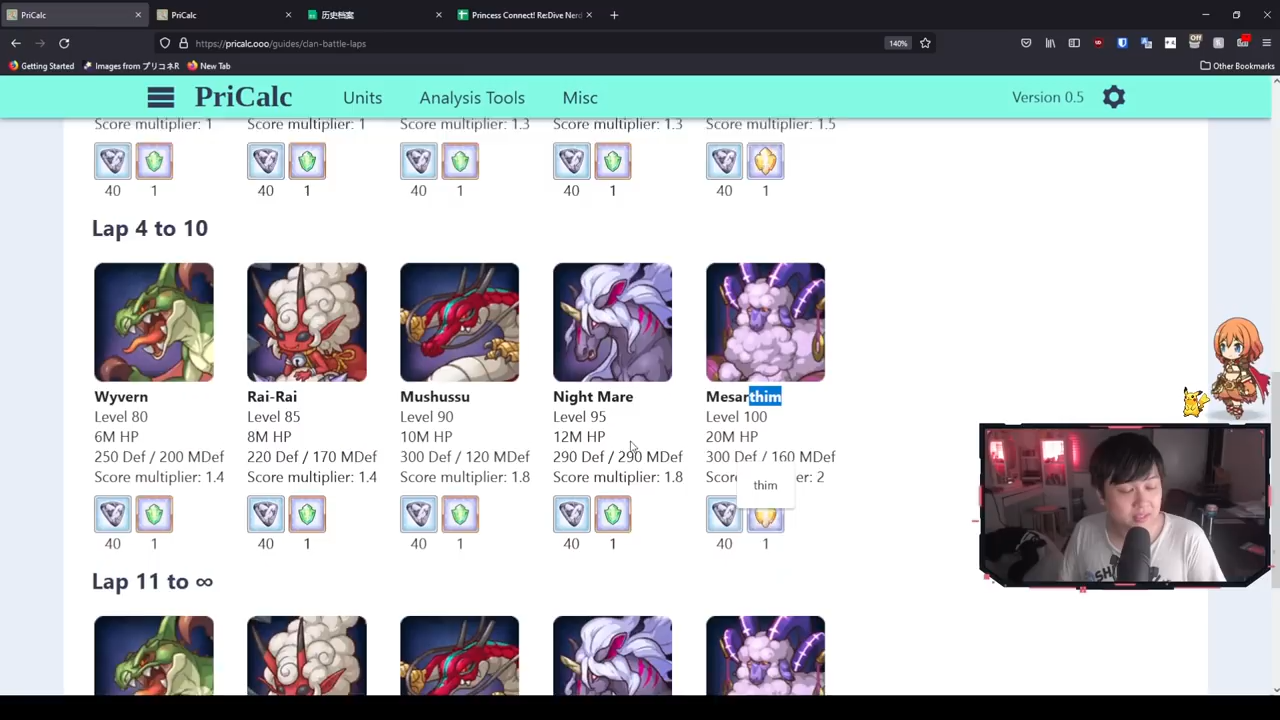 PriCalc
PriCalc
历史档案
Princess Connect! Re:Dive Nerd
https://pricalc.ooo/guides/clan-battle-laps
140%
Off
Getting Started
Images from プリコネR
New Tab
Other Bookmarks
PriCalc
Units
Analysis Tools
Misc
Version 0.5
Score multiplier: 1 Score multiplier: 1 Score multiplier: 1.3 Score multiplier: 1.3 Score multiplier: 1.5
40 1 40 1 40 1 40 1 40 1
Lap 4 to 10
Wyvern Rai-Rai Mushussu Night Mare Mesarthim
Level 80 Level 85 Level 90 Level 95 Level 100
6M HP 8M HP 10M HP 12M HP 20M HP
250 Def / 200 MDef 220 Def / 170 MDef 300 Def / 120 MDef 290 Def / 290 MDef 300 Def / 160 MDef
Score multiplier: 1.4 Score multiplier: 1.4 Score multiplier: 1.8 Score multiplier: 1.8 er: 2
thim
40 1 40 1 40 1 40 1 40 1
Lap 11 to ∞